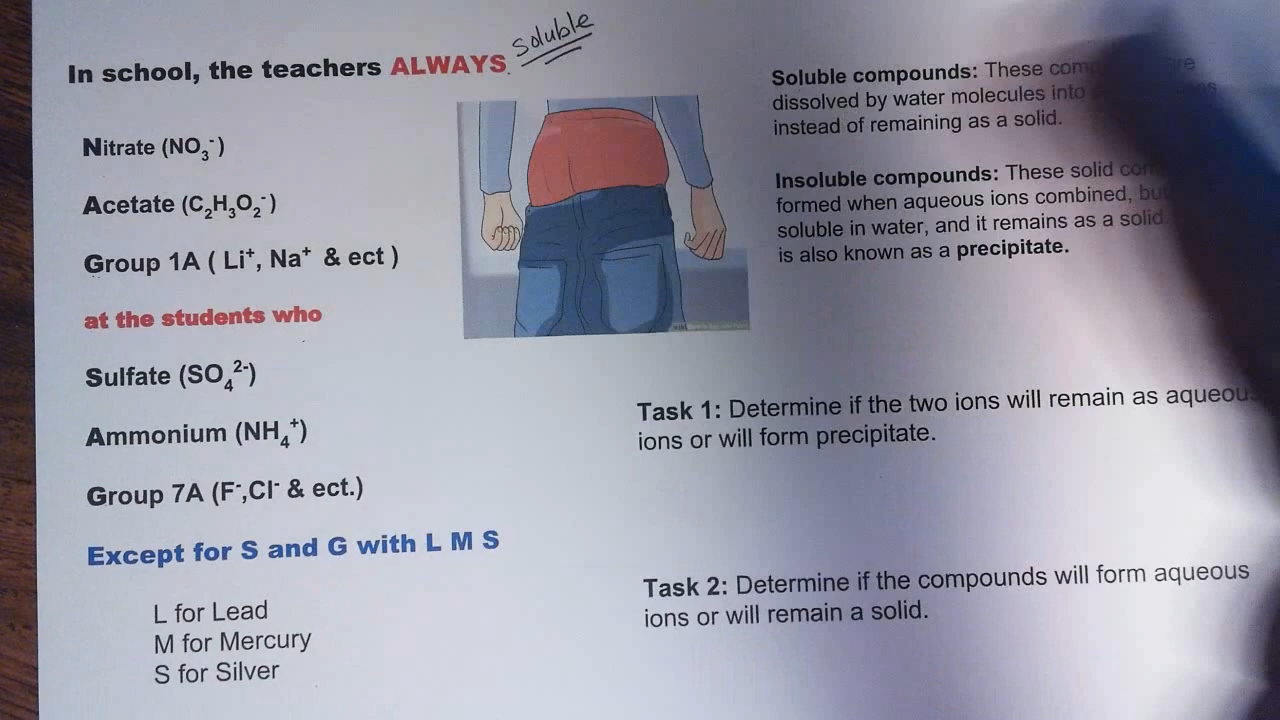 In school, the teachers ALWAYS.
soluble
Nitrate (NO₃⁻)
Acetate (C₂H₃O₂⁻)
Group 1A ( Li⁺, Na⁺ & ect )
at the students who
Sulfate (SO₄²⁻)
Ammonium (NH₄⁺)
Group 7A (F⁻,Cl⁻ & ect.)
Except for S and G with L M S
L for Lead
M for Mercury
S for Silver
Soluble compounds: These
dissolved by water molecules into
instead of remaining as a solid.
Insoluble compounds: These solid
formed when aqueous ions combined,
soluble in water, and it remains as a solid.
is also known as a precipitate.
Task 1: Determine if the two ions will remain as
ions or will form precipitate.
Task 2: Determine if the compounds will form aqueous
ions or will remain a solid.